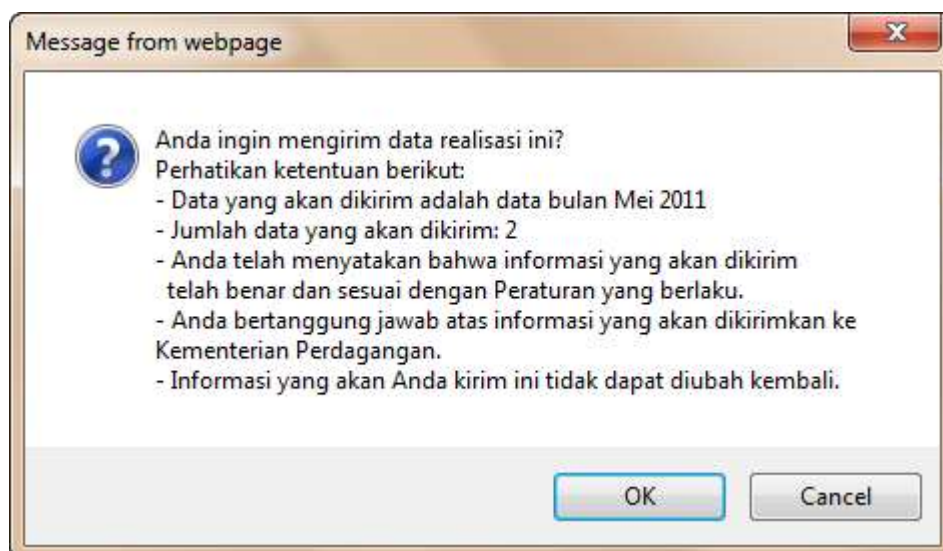 Message from webpage
Anda ingin mengirim data realisasi ini?
Perhatikan ketentuan berikut:
- Data yang akan dikirim adalah data bulan Mei 2011
- Jumlah data yang akan dikirim: 2
- Anda telah menyatakan bahwa informasi yang akan dikirim
telah benar dan sesuai dengan Peraturan yang berlaku.
- Anda bertanggung jawab atas informasi yang akan dikirimkan ke
Kementerian Perdagangan.
- Informasi yang akan Anda kirim ini tidak dapat diubah kembali.
OK
Cancel